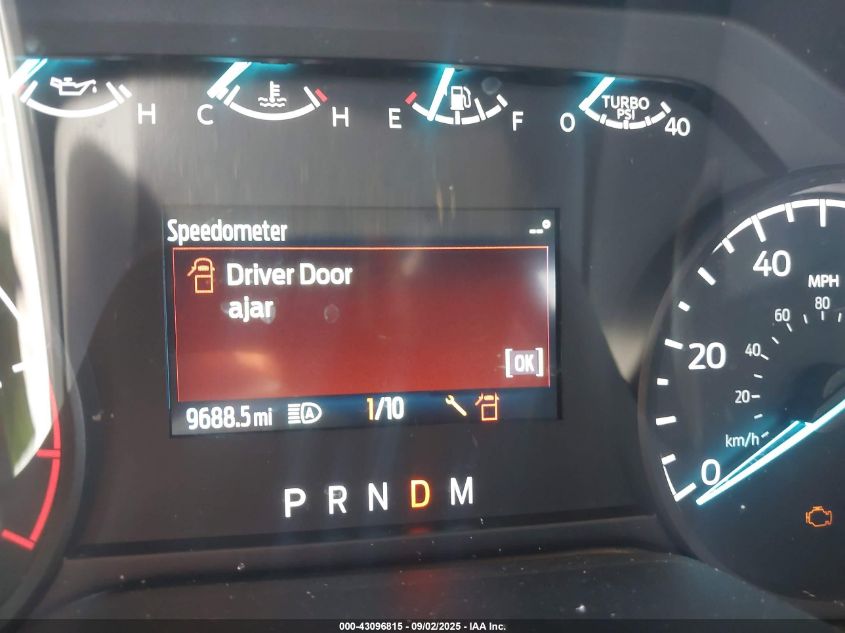 H
C H
E F
0 TURBO PSI 40
Speedometer --°
Driver Door
ajar
[OK]
9688.5 mi A 1/10
P R N D M
40 MPH
60 80
20 40
20
km/h
0
000-43096815 - 09/02/2025 - IAA Inc.